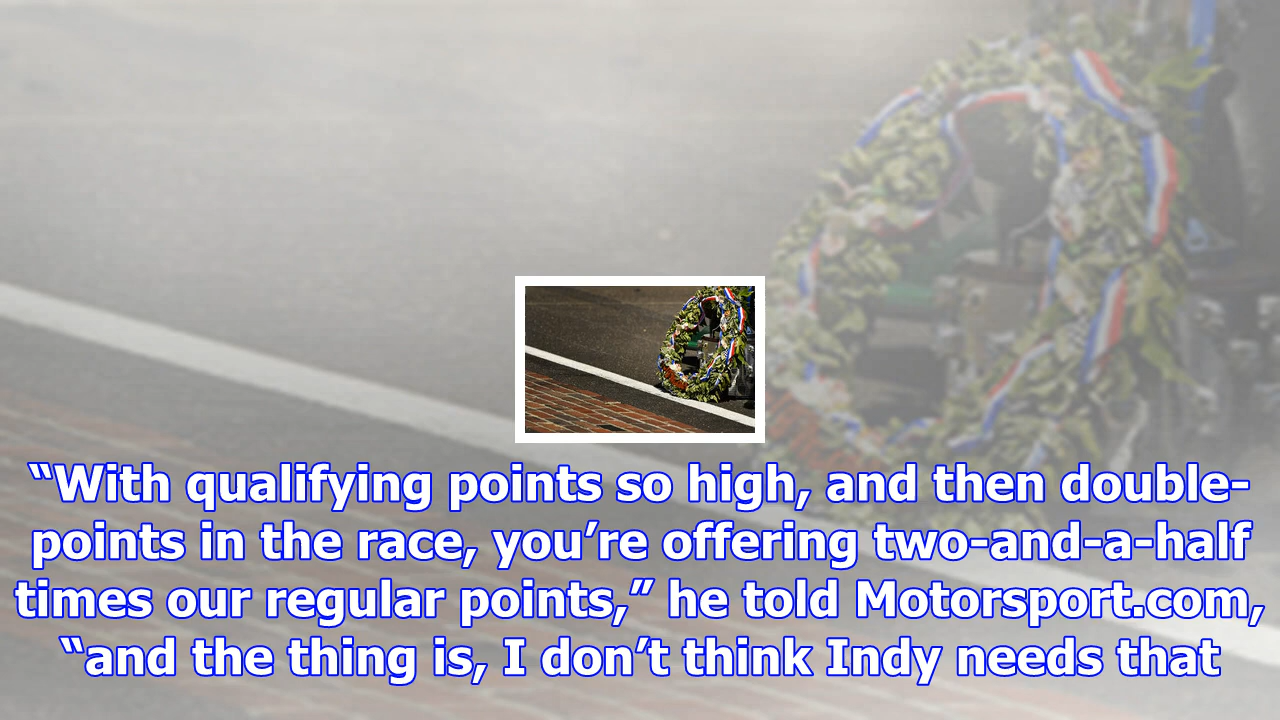 “With qualifying points so high, and then double-
points in the race, you’re offering two-and-a-half
times our regular points,” he told Motorsport.com,
“and the thing is, I don’t think Indy needs that